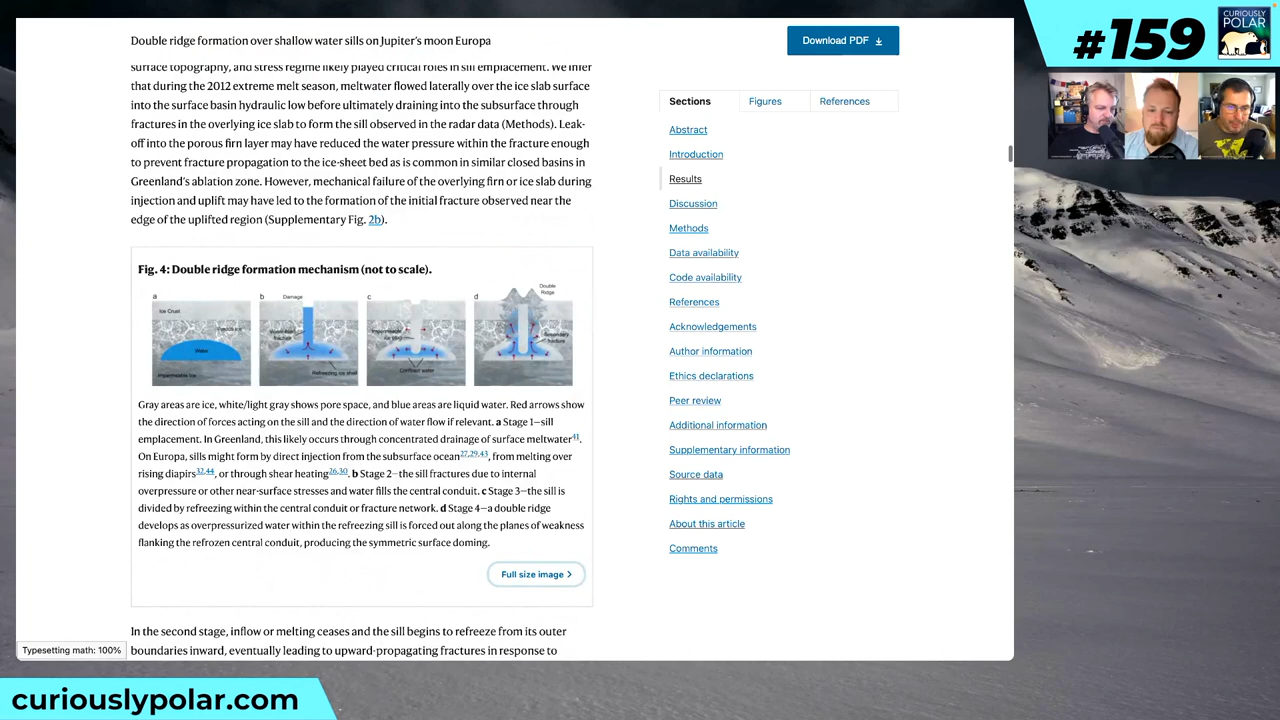 Double ridge formation over shallow water sills on Jupiter's moon Europa
Download PDF
#159
CURIOUSLY
POLAR
surface topography, and stress regime likely played critical roles in sill emplacement. We infer
that during the 2012 extreme melt season, meltwater flowed laterally over the ice slab surface
into the surface basin hydraulic low before ultimately draining into the subsurface through
fractures in the overlying ice slab to form the sill observed in the radar data (Methods). Leak-
off into the porous firn layer may have reduced the water pressure within the fracture enough
to prevent fracture propagation to the ice-sheet bed as is common in similar closed basins in
Greenland's ablation zone. However, mechanical failure of the overlying firn or ice slab during
injection and uplift may have led to the formation of the initial fracture observed near the
edge of the uplifted region (Supplementary Fig. 2b).
Fig. 4: Double ridge formation mechanism (not to scale).
a
Ice Crust
Water
Impermeable Ice
b
Damage
Refreezing ice shell
c
Confined water
d
Double
Ridge
Secondary
fracture
Gray areas are ice, white/light gray shows pore space, and blue areas are liquid water. Red arrows show
the direction of forces acting on the sill and the direction of water flow if relevant. a Stage 1—sill
emplacement. In Greenland, this likely occurs through concentrated drainage of surface meltwater41.
On Europa, sills might form by direct injection from the subsurface ocean27,29,43, from melting over
rising diapirs32,44, or through shear heating26,30. b Stage 2—the sill fractures due to internal
overpressure or other near-surface stresses and water fills the central conduit. c Stage 3—the sill is
divided by refreezing within the central conduit or fracture network. d Stage 4—a double ridge
develops as overpressurized water within the refreezing sill is forced out along the planes of weakness
flanking the refrozen central conduit, producing the symmetric surface doming.
Full size image
In the second stage, inflow or melting ceases and the sill begins to refreeze from its outer
boundaries inward, eventually leading to upward-propagating fractures in response to
Typesetting math: 100%
Sections
Figures
References
Abstract
Introduction
Results
Discussion
Methods
Data availability
Code availability
References
Acknowledgements
Author information
Ethics declarations
Peer review
Additional information
Supplementary information
Source data
Rights and permissions
About this article
Comments
curiouslypolar.com